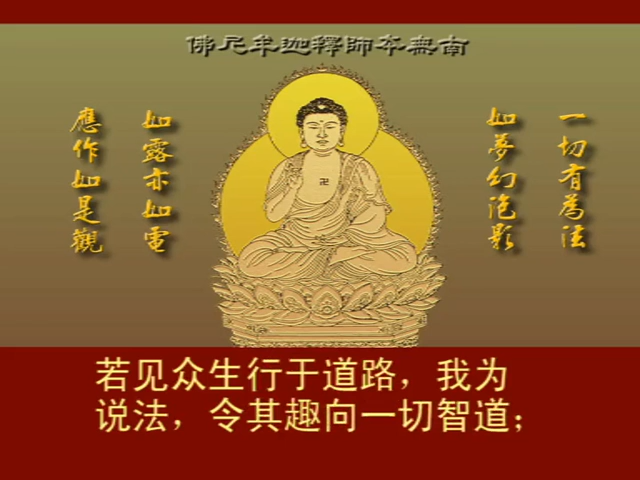 南無本師釋迦牟尼佛
一切有為法
如夢幻泡影
如露亦如電
應作如是觀
若见众生行于道路，我为
说法，令其趣向一切智道；